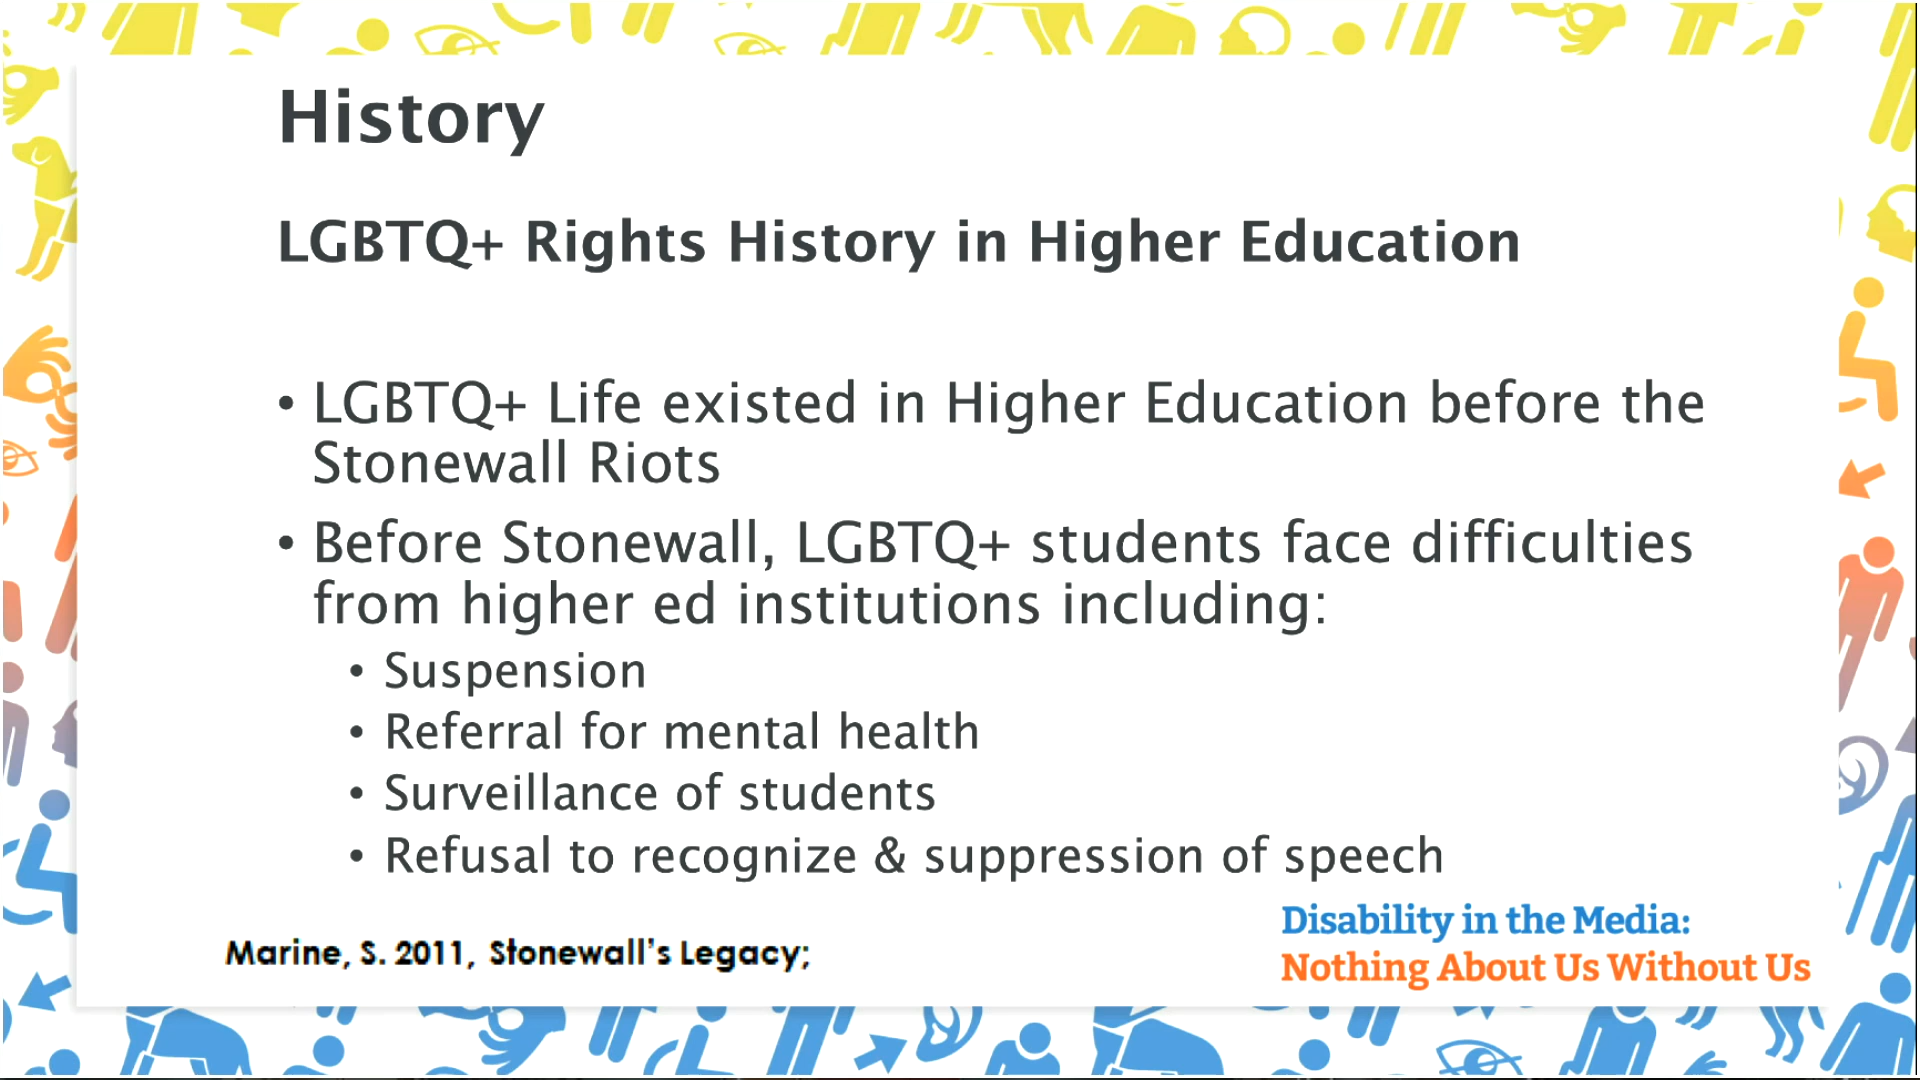 History
LGBTQ+ Rights History in Higher Education
• LGBTQ+ Life existed in Higher Education before the
Stonewall Riots
• Before Stonewall, LGBTQ+ students face difficulties
from higher ed institutions including:
• Suspension
• Referral for mental health
• Surveillance of students
• Refusal to recognize & suppression of speech
Marine, S. 2011, Stonewall's Legacy;
Disability in the Media:
Nothing About Us Without Us